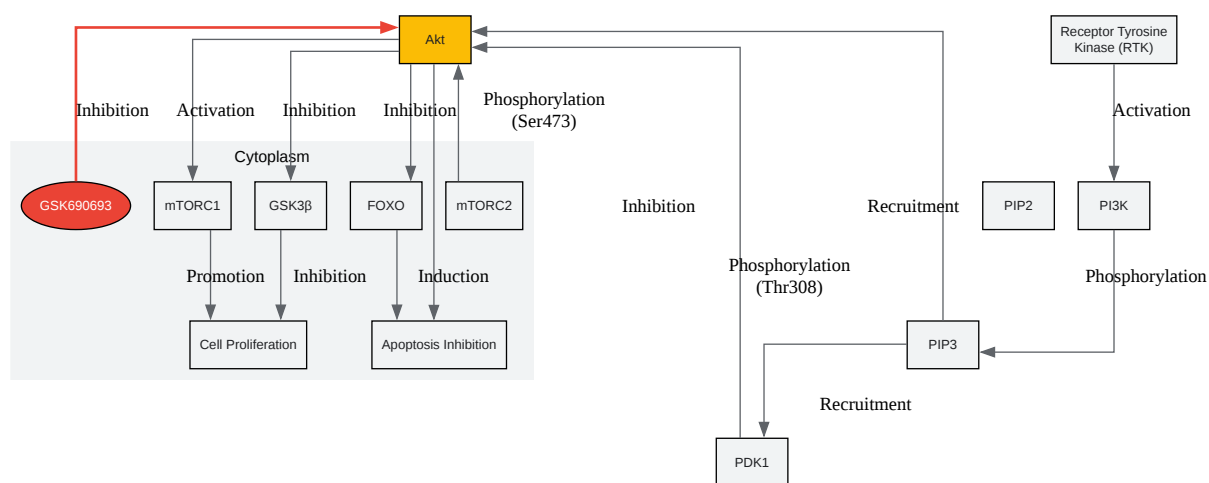 Akt
Receptor Tyrosine
Kinase (RTK)
Inhibition
Activation
Inhibition
Inhibition
Phosphorylation
(Ser473)
Activation
Cytoplasm
GSK690693
mTORC1
GSK3β
FOXO
mTORC2
Inhibition
Recruitment
PIP2
PI3K
Promotion
Inhibition
Induction
Phosphorylation
(Thr308)
Phosphorylation
Cell Proliferation
Apoptosis Inhibition
PIP3
Recruitment
PDK1